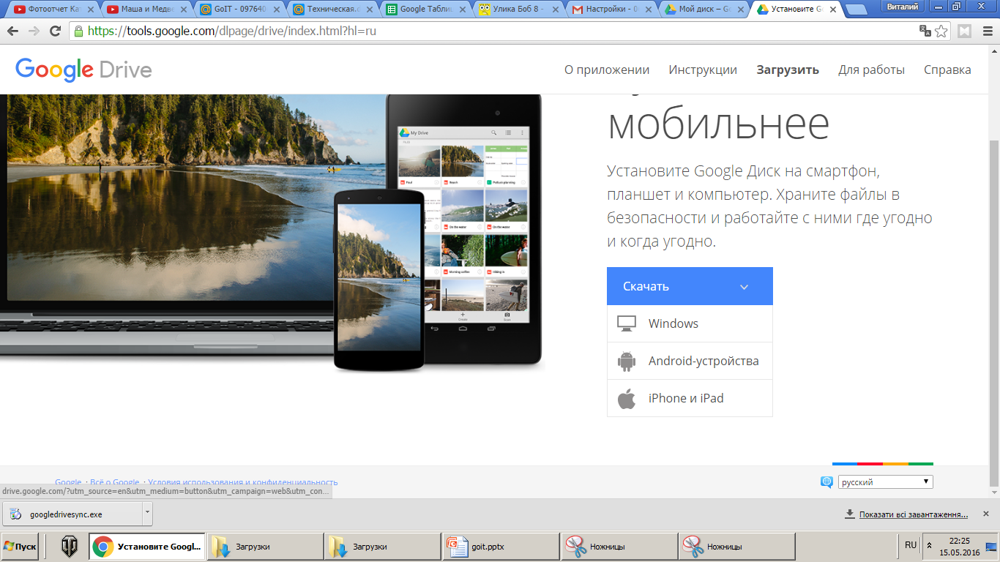 Фотоотчет Ка
Маша и Медве
GoIT - 097640
Техническая.
Google Таблиц
Улика Боб 8 -
Настройки - 0
Мой диск – Go
Установите Go
Виталий
https://tools.google.com/dlpage/drive/index.html?hl=ru
Google Drive
О приложении
Инструкции
Загрузить
Для работы
Справка
мобильнее
Установите Google Диск на смартфон,
планшет и компьютер. Храните файлы в
безопасности и работайте с ними где угодно
и когда угодно.
My Drive
Paul
Beach
On the water
On the water
Morning coffee
Hiking in
Create
Scan
Скачать
Windows
Android-устройства
iPhone и iPad
Google · Всё о Google · Условия использования и конфиденциальность
русский
drive.google.com/?utm_source=en&utm_medium=button&utm_campaign=web&utm_con...
googledrivesync.exe
Показати всі завантаження...
Пуск
Установите Googl...
Загрузки
Загрузки
goit.pptx
Ножницы
Ножницы
RU
22:25
15.05.2016